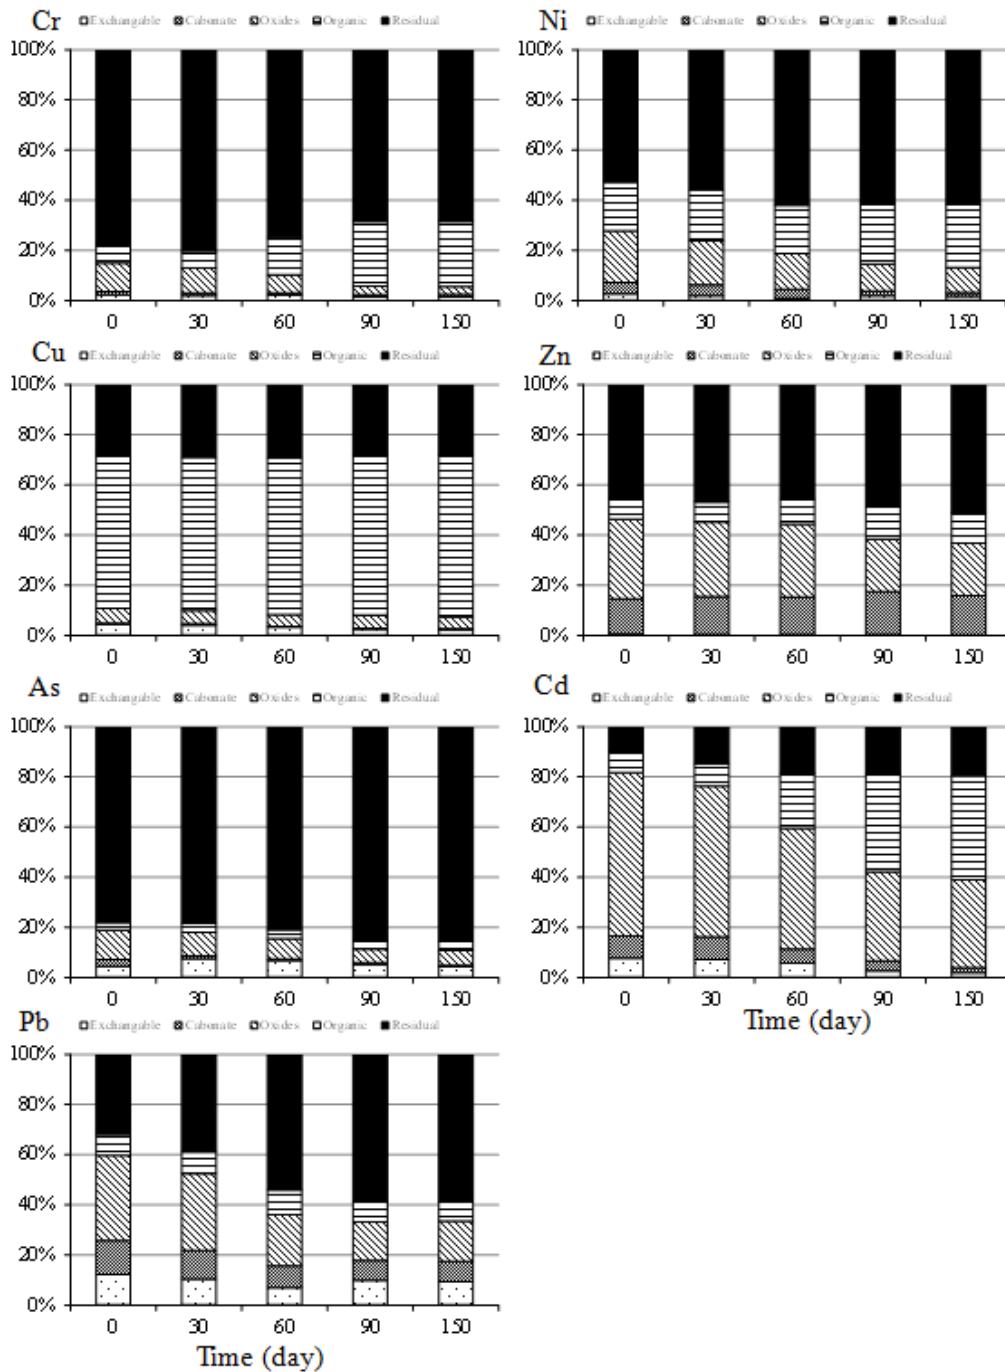 Cr □Exchangable ▩Cabonate ▧Oxides ▤Organic ■Residual
100%
80%
60%
40%
20%
0%
0 30 60 90 150
Ni □Exchangable ▩Cabonate ▧Oxides ▤Organic ■Residual
100%
80%
60%
40%
20%
0%
0 30 60 90 150
Cu □Exchangable ▩Cabonate ▧Oxides ▤Organic ■Residual
100%
80%
60%
40%
20%
0%
0 30 60 90 150
Zn □Exchangable ▩Cabonate ▧Oxides ▤Organic ■Residual
100%
80%
60%
40%
20%
0%
0 30 60 90 150
As □Exchangable ▩Cabonate ▧Oxides ▤Organic ■Residual
100%
80%
60%
40%
20%
0%
0 30 60 90 150
Cd □Exchangable ▩Cabonate ▧Oxides ▤Organic ■Residual
100%
80%
60%
40%
20%
0%
0 30 60 90 150
Time (day)
Pb □Exchangable ▩Cabonate ▧Oxides ▤Organic ■Residual
100%
80%
60%
40%
20%
0%
0 30 60 90 150
Time (day)